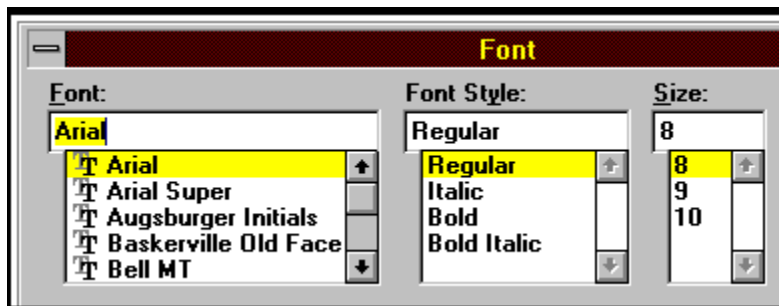 Font
Font:
Arial
Arial
Arial Super
Augsburger Initials
Baskerville Old Face
Bell MT
Font Style:
Regular
Regular
Italic
Bold
Bold Italic
Size:
8
8
9
10